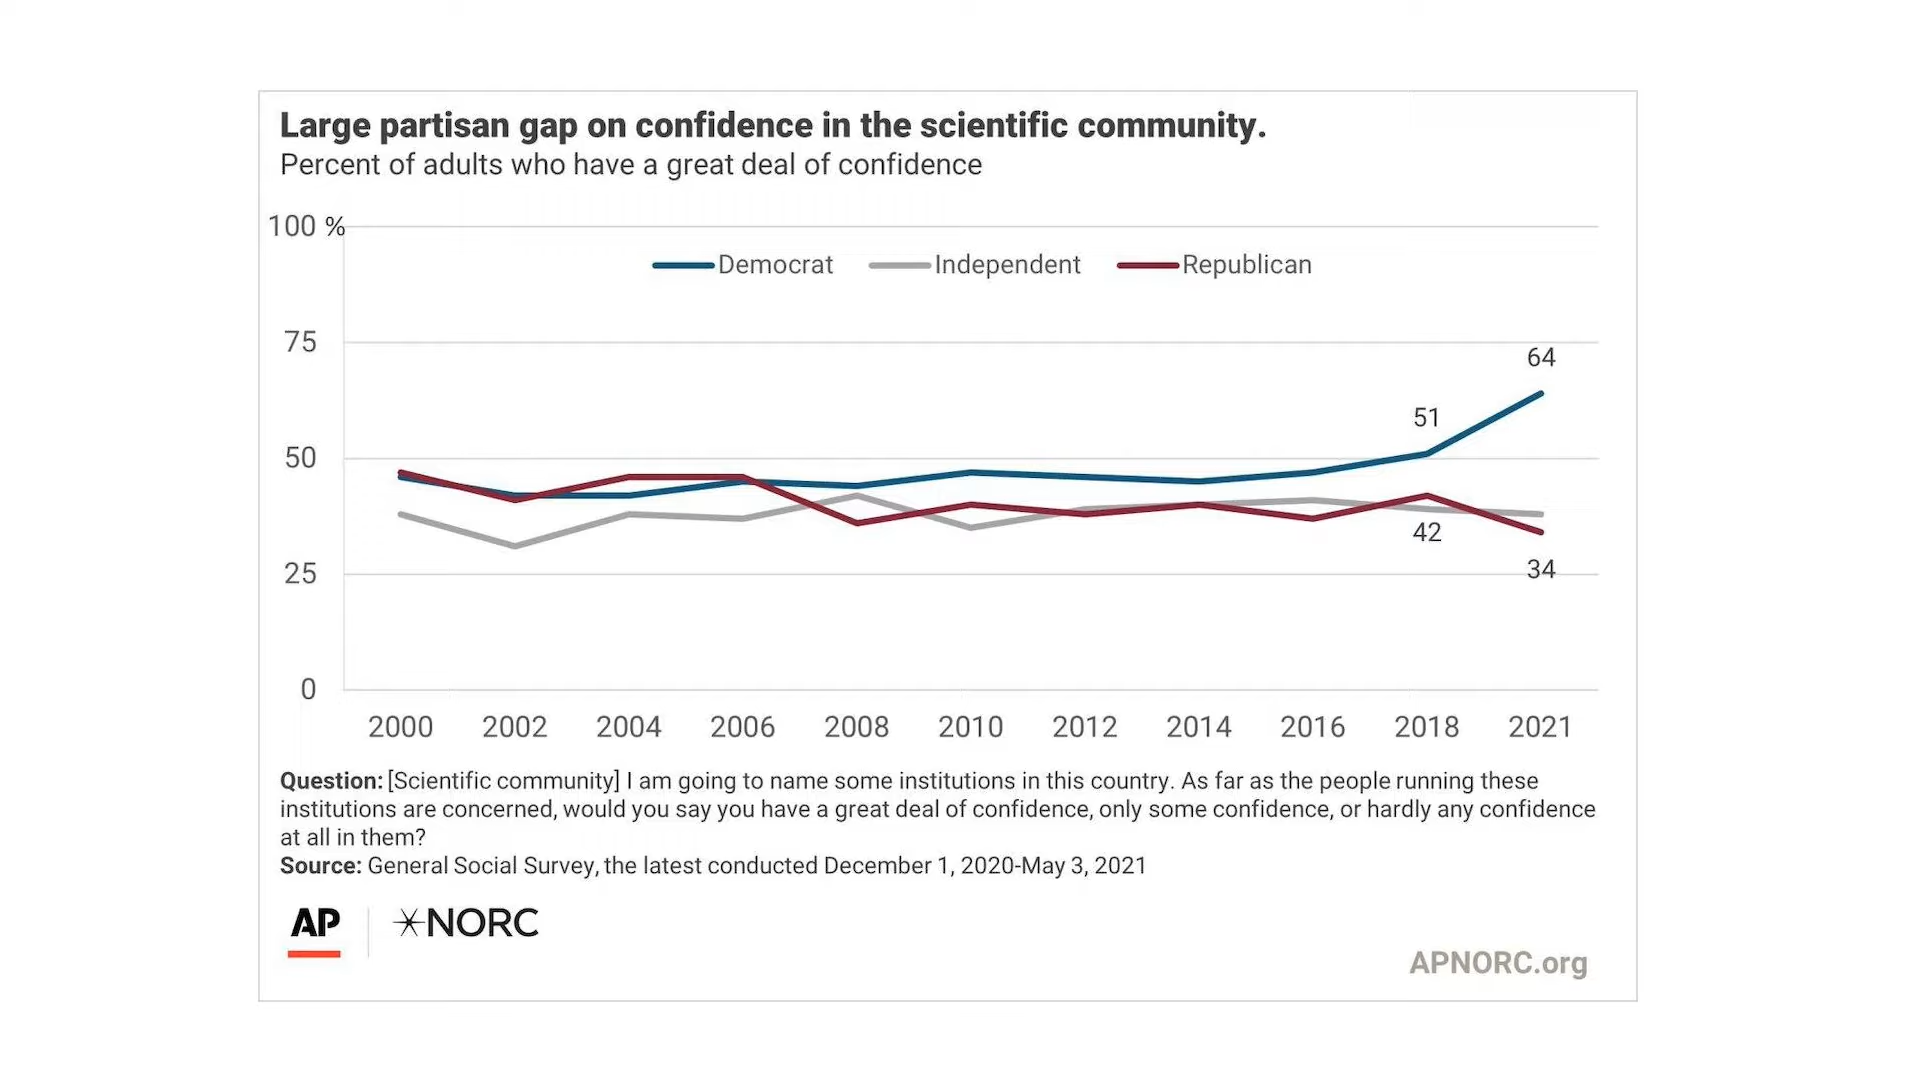 Large partisan gap on confidence in the scientific community.
Percent of adults who have a great deal of confidence
100 %
Democrat Independent Republican
75
64
51
50
42
34
25
0
2000 2002 2004 2006 2008 2010 2012 2014 2016 2018 2021
Question: [Scientific community] I am going to name some institutions in this country. As far as the people running these
institutions are concerned, would you say you have a great deal of confidence, only some confidence, or hardly any confidence
at all in them?
Source: General Social Survey, the latest conducted December 1, 2020-May 3, 2021
AP NORC
APNORC.org